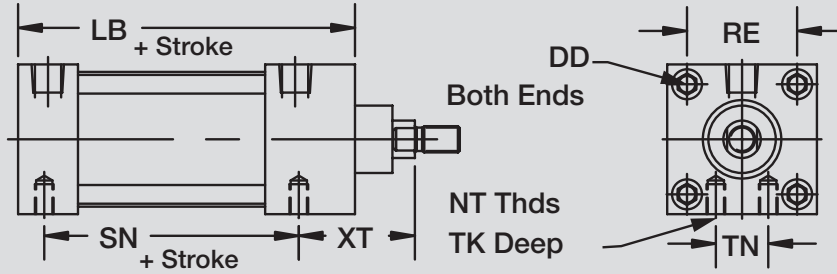 LB + Stroke
DD
Both Ends
RE
NT Thds
TK Deep
SN + Stroke
XT
TN